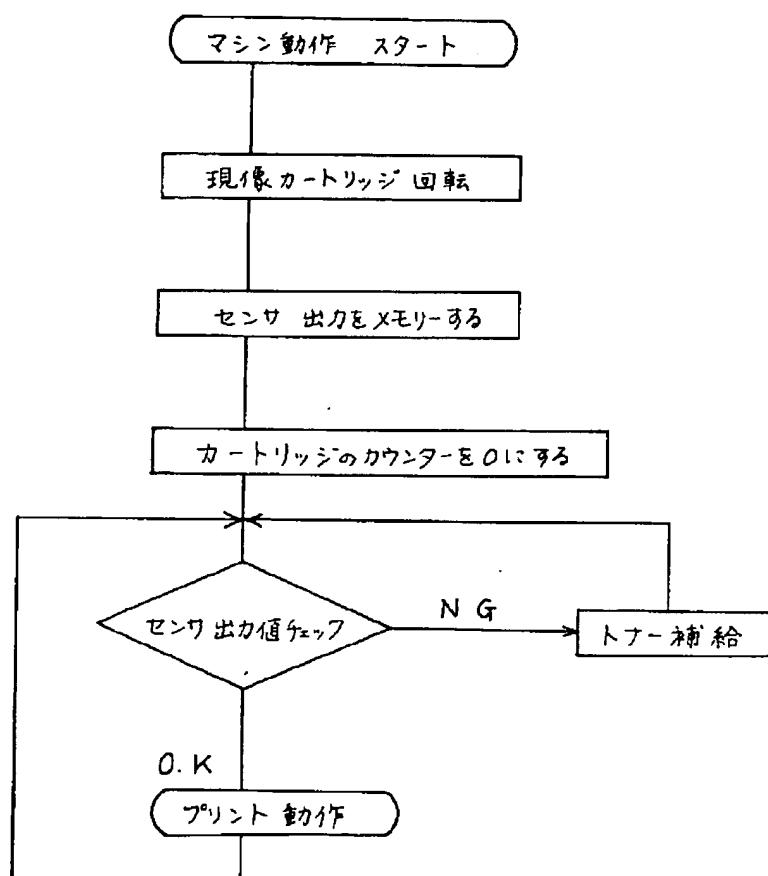 マシン動作 スタート
現像カートリッジ回転
センサ 出力をメモリーする
カートリッジのカウンターを0にする
センサ出力値チェック
NG
トナー補給
O.K
プリント動作